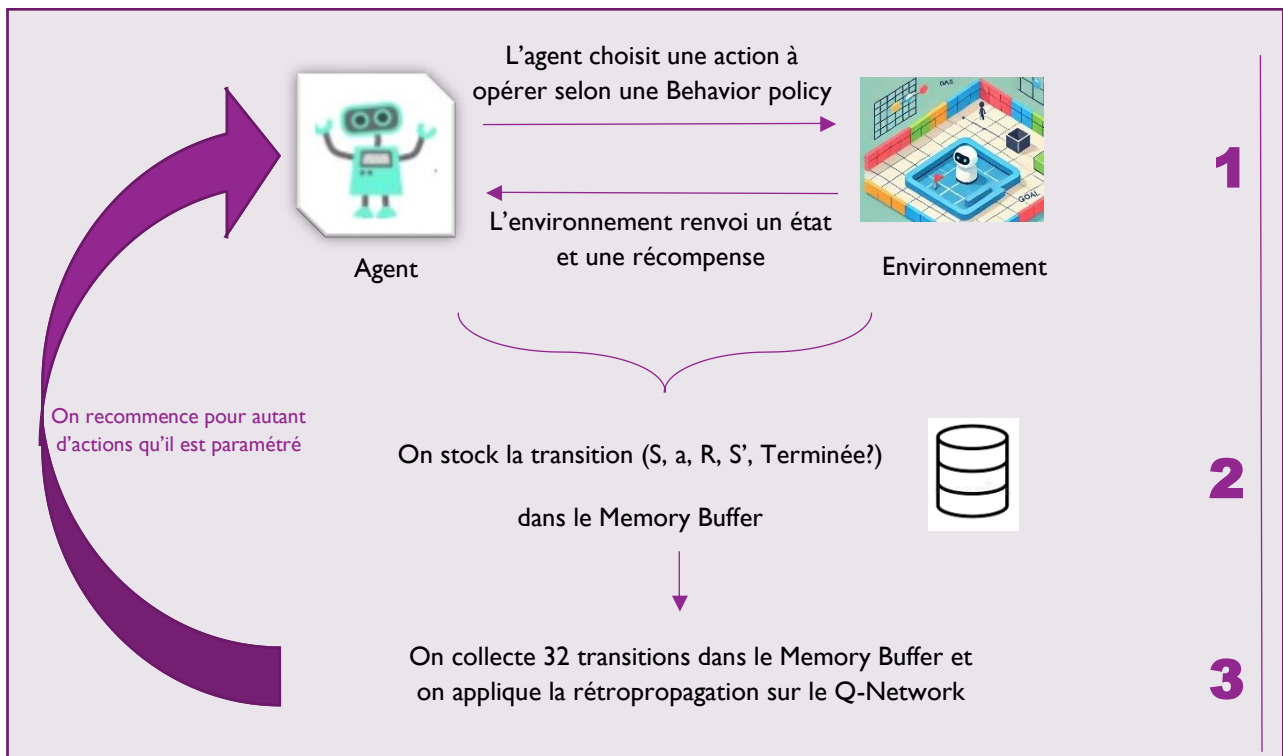 L'agent choisit une action à
opérer selon une Behavior policy
GAS
GOAL
1
L'environnement renvoi un état
et une récompense
Agent
Environnement
On recommence pour autant
d'actions qu'il est paramétré
On stock la transition (S, a, R, S', Terminée?)
dans le Memory Buffer
2
On collecte 32 transitions dans le Memory Buffer et
on applique la rétropropagation sur le Q-Network
3